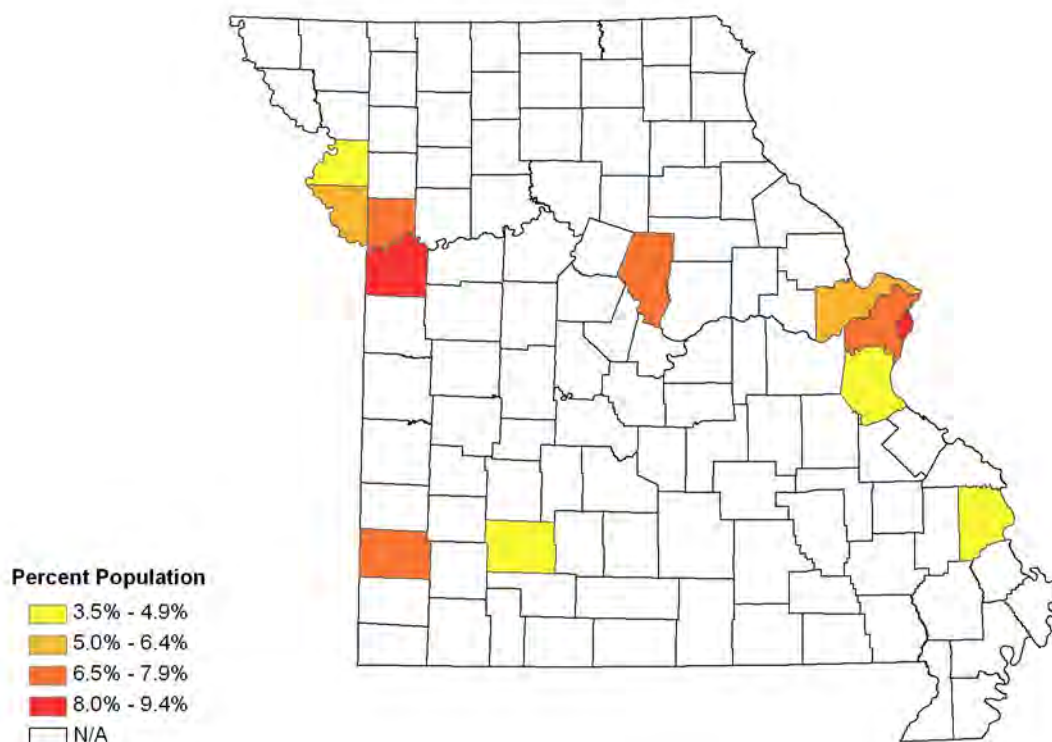 Percent Population
3.5% - 4.9%
5.0% - 6.4%
6.5% - 7.9%
8.0% - 9.4%
N/A